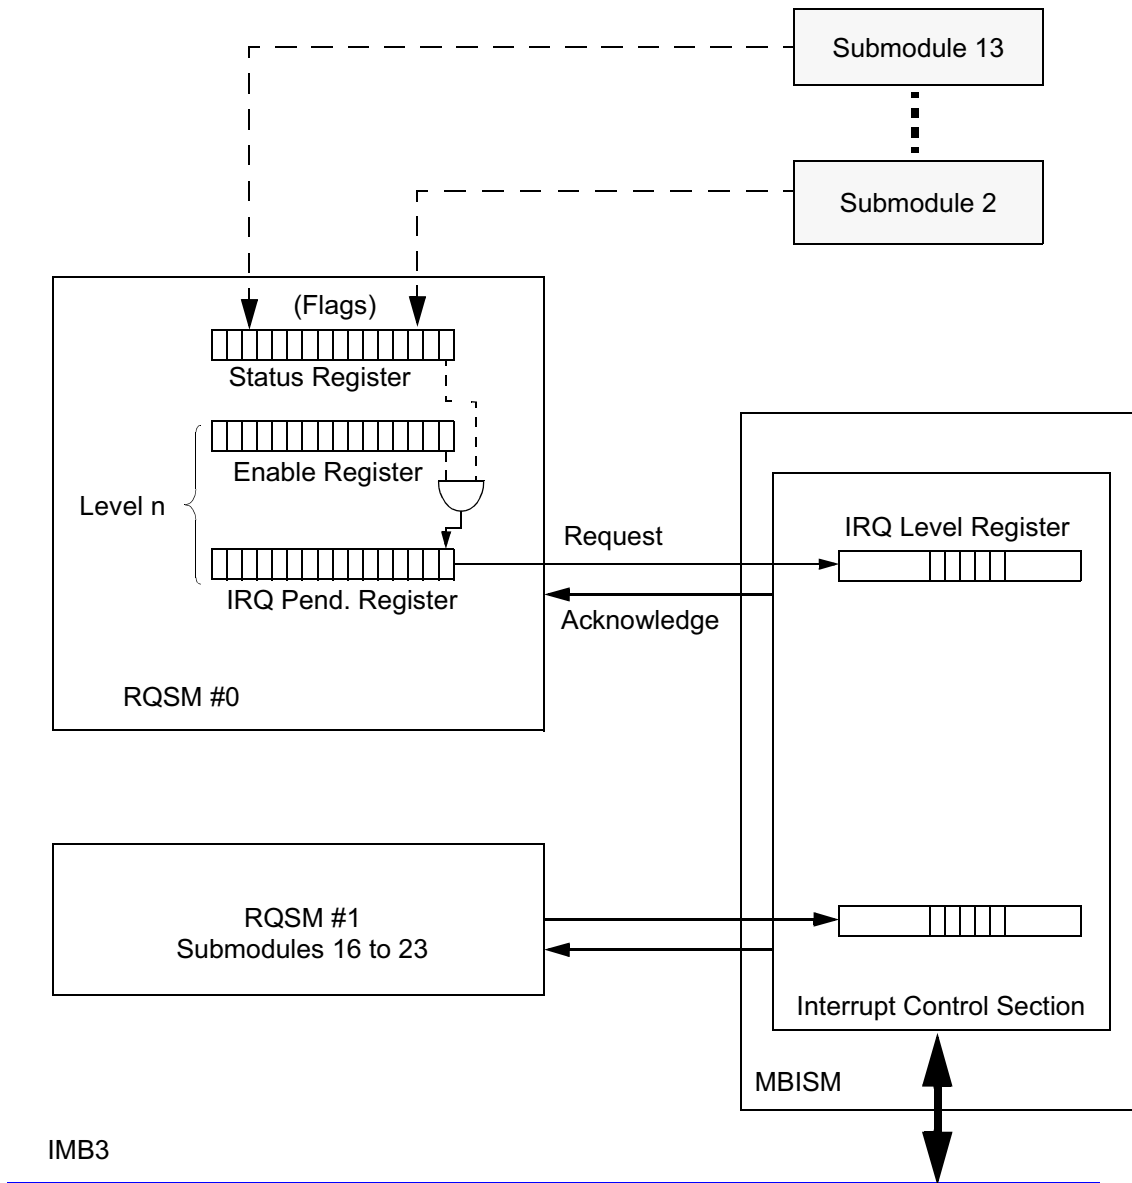 Submodule 13
Submodule 2
(Flags)
Status Register
Enable Register
Level n
IRQ Pend. Register
RQSM #0
Request
Acknowledge
IRQ Level Register
RQSM #1
Submodules 16 to 23
Interrupt Control Section
MBISM
IMB3